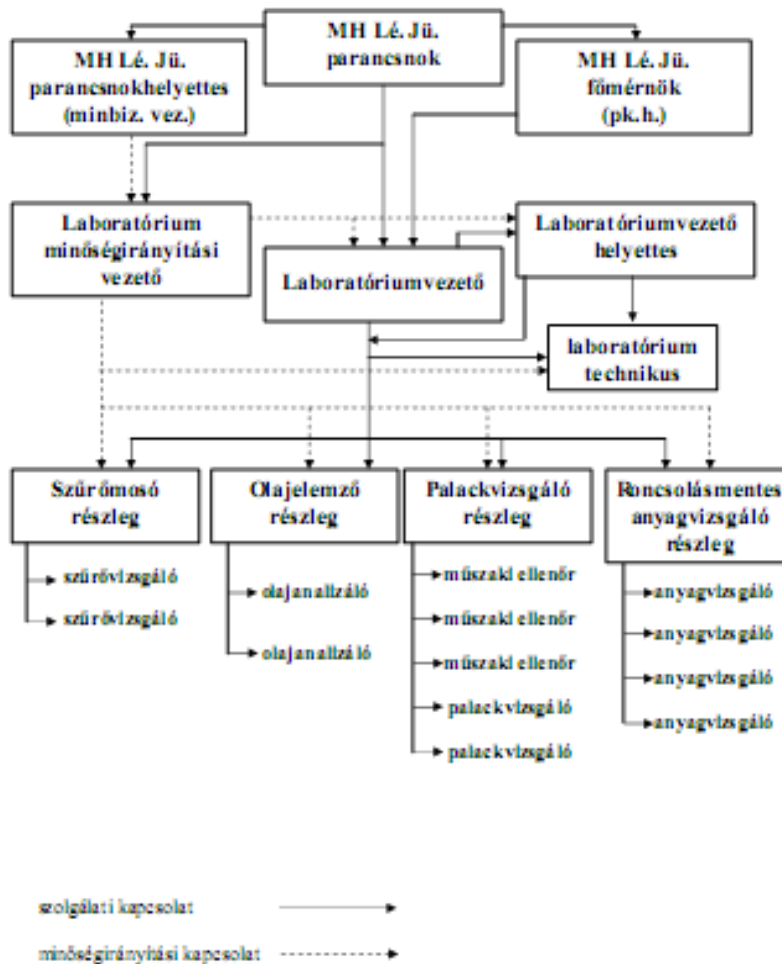 MH Lé. Jü.
parancsnokhelyettes
(minbiz. vez.)
MH Lé. Jü.
parancsnok
MH Lé. Jü.
főmérnök
(pk.h.)
Laboratórium
minőségirányítási
vezető
Laboratóriumvezető
Laboratóriumvezető
helyettes
laboratórium
technikus
Szűrőmosó
részleg
Olajelemző
részleg
Palackvizsgáló
részleg
Roncsolásmentes
anyagvizsgáló
részleg
szűrővizsgáló
szűrővizsgáló
olajanalizáló
olajanalizáló
műszaki ellenőr
műszaki ellenőr
műszaki ellenőr
palackvizsgáló
palackvizsgáló
anyagvizsgáló
anyagvizsgáló
anyagvizsgáló
anyagvizsgáló
szolgálati kapcsolat
minőségirányítási kapcsolat